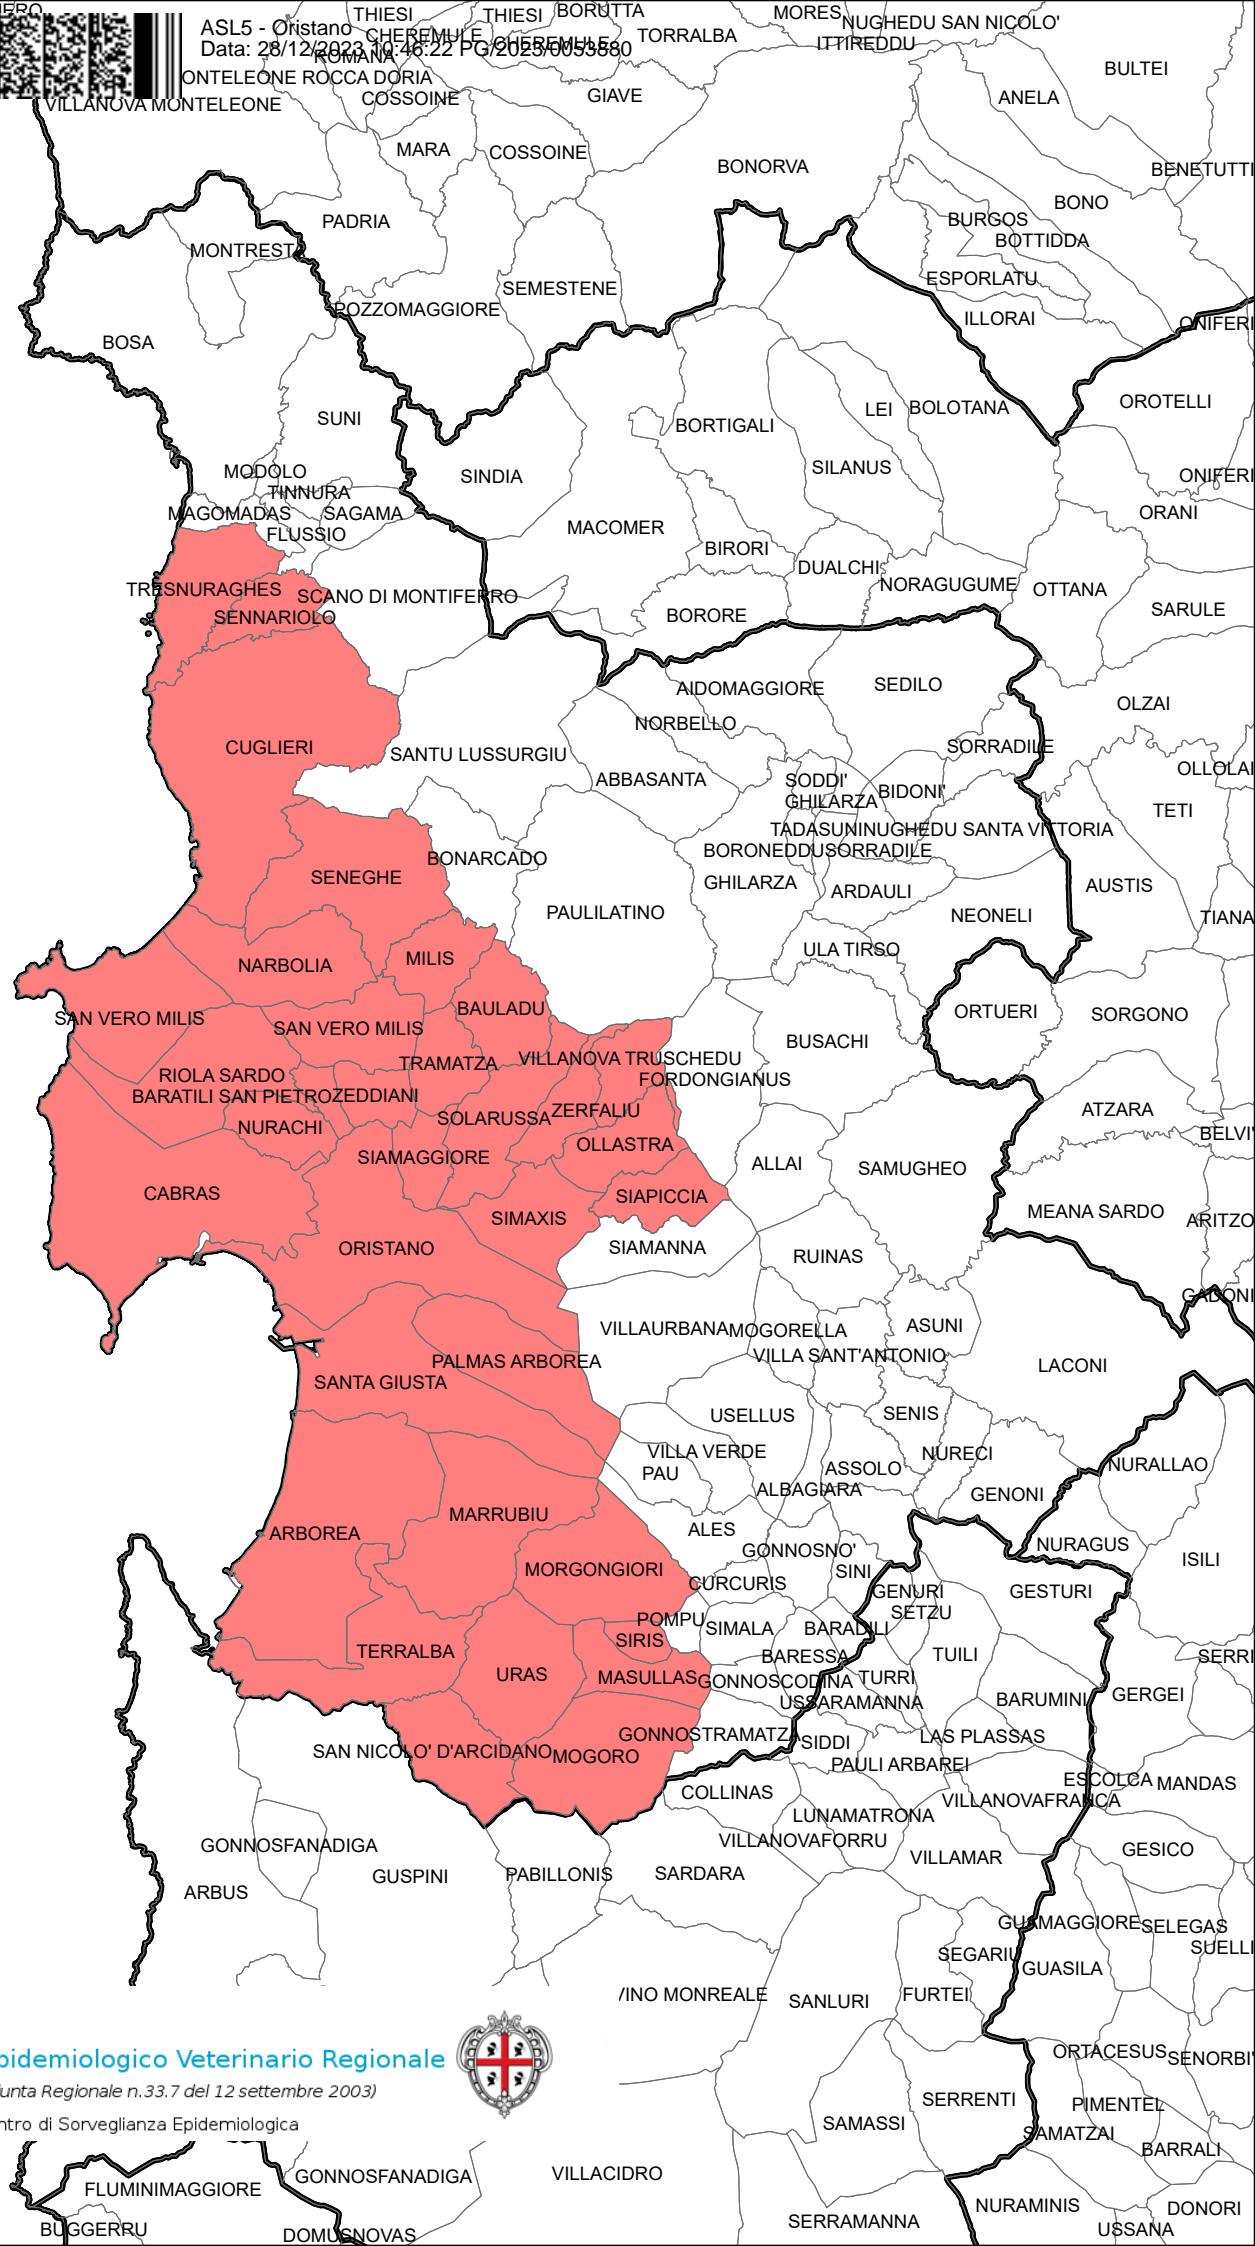 THIESI
THIESI
BORUTTA
MORES
NUGHEDU SAN NICOLO'
ASL5 - Oristano
CHEREMULE
CHEREMULE
TORRALBA
ITTIREDDU
Data: 28/12/2023 10:46:22 PG/2023/0053880
ROMANA
ONTELEONE ROCCA DORIA
BULTEI
VILLANOVA MONTELEONE
COSSOINE
GIAVE
ANELA
MARA
COSSOINE
BONORVA
BENETUTTI
BONO
PADRIA
BURGOS
BOTTIDDA
MONTRESTA
ESPORLATU
SEMESTENE
POZZOMAGGIORE
ILLORAI
ONIFERI
BOSA
OROTELLI
SUNI
LEI
BOLOTANA
BORTIGALI
MODOLO
SINDIA
SILANUS
ONIFERI
TINNURA
MAGOMADAS
SAGAMA
ORANI
FLUSSIO
MACOMER
BIRORI
DUALCHI
TRESNURAGHES
SCANO DI MONTIFERRO
NORAGUGUME
OTTANA
SENNARIOLO
BORORE
SARULE
AIDOMAGGIORE
SEDILO
OLZAI
NORBELLO
CUGLIERI
SANTU LUSSURGIU
SORRADILE
OLLOLAI
ABBASANTA
SODDI'
BIDONI'
GHILARZA
TETI
TADASUNI
NUGHEDU SANTA VITTORIA
BONARCADO
BORONEDDU
SORRADILE
SENEGHE
GHILARZA
ARDAULI
AUSTIS
PAULILATINO
NEONELI
TIANA
ULA TIRSO
NARBOLIA
MILIS
BAULADU
ORTUERI
SORGONO
SAN VERO MILIS
SAN VERO MILIS
BUSACHI
TRAMATZA
VILLANOVA TRUSCHEDU
RIOLA SARDO
FORDONGIANUS
BARATILI SAN PIETRO
ZEDDIANI
SOLARUSSA
ZERFALIU
ATZARA
NURACHI
BELVI'
OLLASTRA
SIAMAGGIORE
ALLAI
SAMUGHEO
CABRAS
SIAPICCIA
SIMAXIS
MEANA SARDO
ARITZO
ORISTANO
SIAMANNA
RUINAS
GADONI
VILLAURBANA
MOGORELLA
ASUNI
PALMAS ARBOREA
VILLA SANT'ANTONIO
LACONI
SANTA GIUSTA
USELLUS
SENIS
VILLA VERDE
NURECI
PAU
ASSOLO
NURALLAO
ALBAGIARA
GENONI
MARRUBIU
ARBOREA
ALES
GONNOSNO'
NURAGUS
ISILI
MORGONGIORI
SINI
CURCURIS
GENURI
GESTURI
SETZU
POMPU
SIMALA
BARADILI
SIRIS
TERRALBA
BARESSA
TUILI
SERRI
URAS
MASULLAS
GONNOSCODINA
TURRI
GERGEI
USSARAMANNA
BARUMINI
GONNOSTRAMATZA
SIDDI
LAS PLASSAS
SAN NICOLO' D'ARCIDANO
MOGORO
PAULI ARBAREI
ESCOLCA
MANDAS
COLLINAS
VILLANOVAFRANCA
LUNAMATRONA
GONNOSFANADIGA
VILLANOVAFORRU
GESICO
GUSPINI
PABILLONIS
SARDARA
VILLAMAR
ARBUS
GUAMAGGIORE
SELEGAS
SEGARIU
SUELLI
GUASILA
VINO MONREALE
SANLURI
FURTEI
pidemiologico Veterinario Regionale
ORTACESUS
SENORBI'
unta Regionale n.33.7 del 12 settembre 2003)
SERRENTI
PIMENTEL
ntro di Sorveglianza Epidemiologica
SAMASSI
SAMATZAI
BARRALI
GONNOSFANADIGA
VILLACIDRO
FLUMINIMAGGIORE
NURAMINIS
DONORI
BUGGERRU
DOMUSNOVAS
SERRAMANNA
USSANA